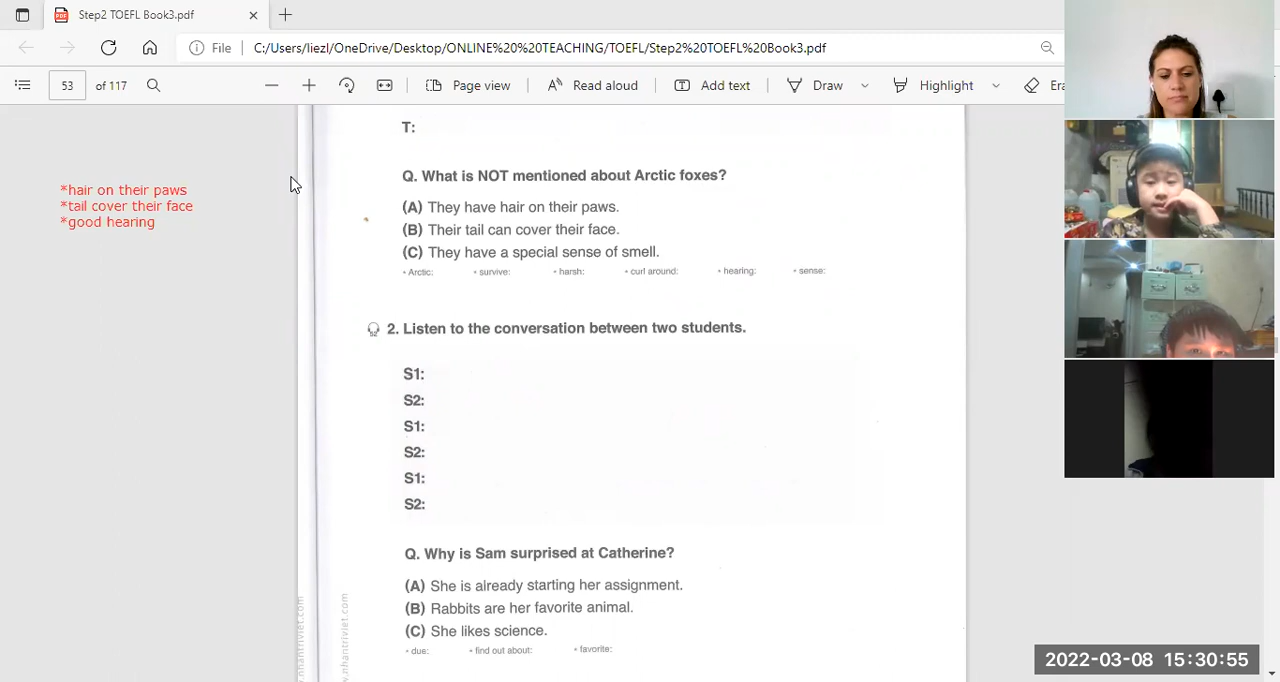 Step2 TOEFL Book3.pdf
File
C:/Users/liezl/OneDrive/Desktop/ONLINE%20%20TEACHING/TOEFL/Step2%20TOEFL%20Book3.pdf
53 of 117
Page view
Read aloud
Add text
Draw
Highlight
*hair on their paws
*tail cover their face
*good hearing
T:
Q. What is NOT mentioned about Arctic foxes?
(A) They have hair on their paws.
(B) Their tail can cover their face.
(C) They have a special sense of smell.
• Arctic: • survive: • harsh: • curl around: • hearing: • sense:
2. Listen to the conversation between two students.
S1:
S2:
S1:
S2:
S1:
S2:
Q. Why is Sam surprised at Catherine?
(A) She is already starting her assignment.
(B) Rabbits are her favorite animal.
(C) She likes science.
• due: • find out about: • favorite:
2022-03-08 15:30:55